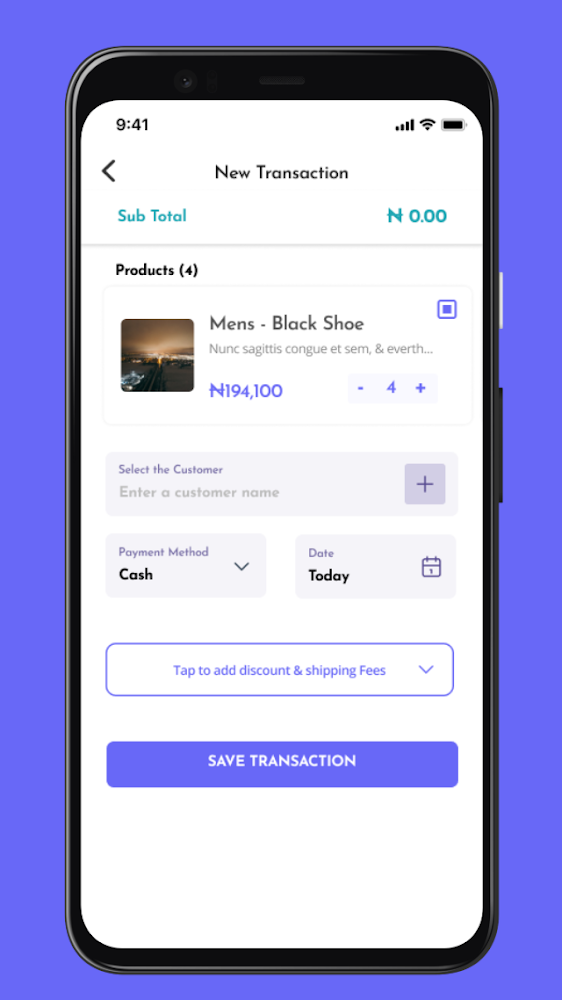 9:41
New Transaction
Sub Total ₦ 0.00
Products (4)
Mens - Black Shoe
Nunc sagittis congue et sem, & everth...
₦194,100 - 4 +
Select the Customer
Enter a customer name
Payment Method
Cash
Date
Today
1
Tap to add discount & shipping Fees
SAVE TRANSACTION